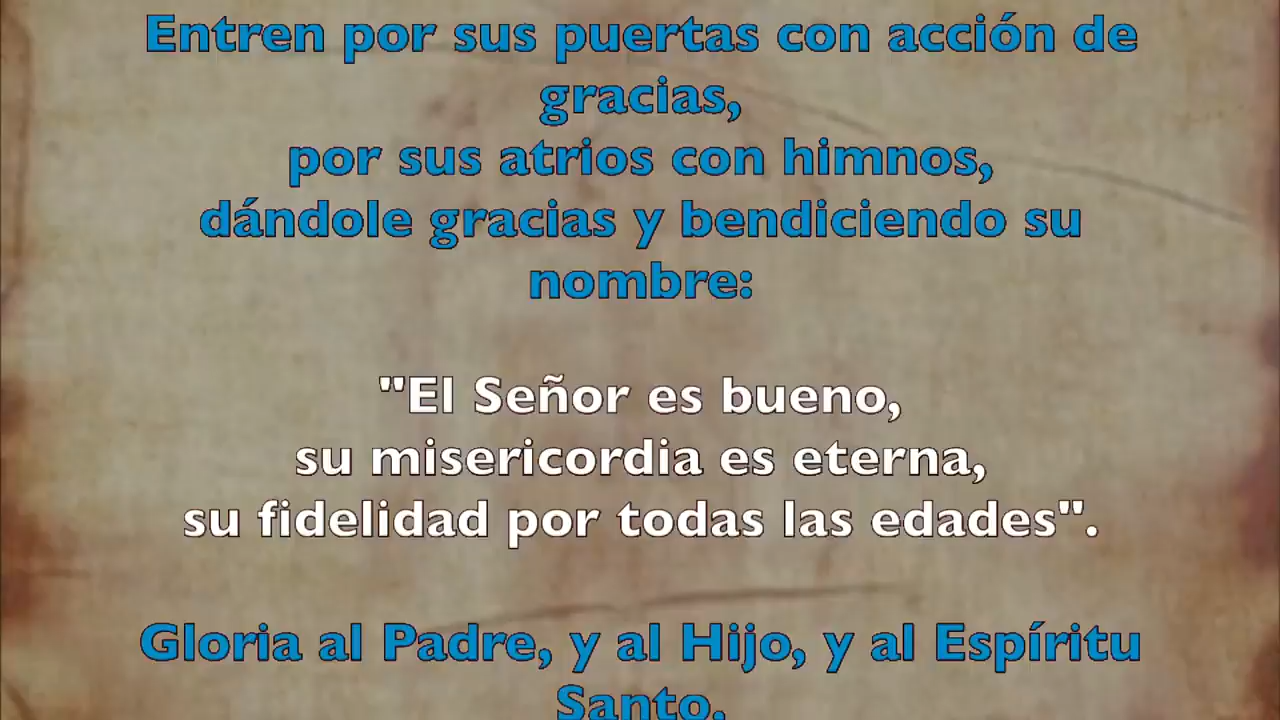 Entren por sus puertas con acción de
gracias,
por sus atrios con himnos,
dándole gracias y bendiciendo su
nombre:
"El Señor es bueno,
su misericordia es eterna,
su fidelidad por todas las edades".
Gloria al Padre, y al Hijo, y al Espíritu
Santo.